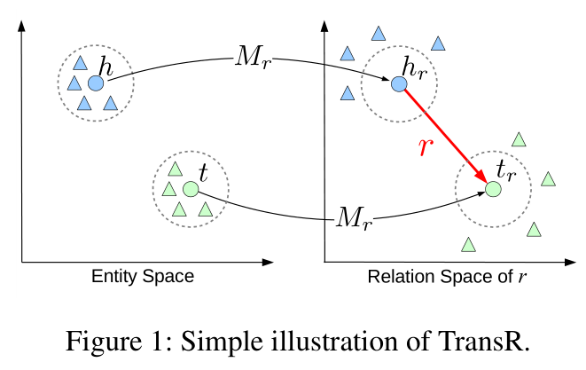 h
M_r
h_r
r
t
t_r
M_r
Entity Space
Relation Space of r
Figure 1: Simple illustration of TransR.